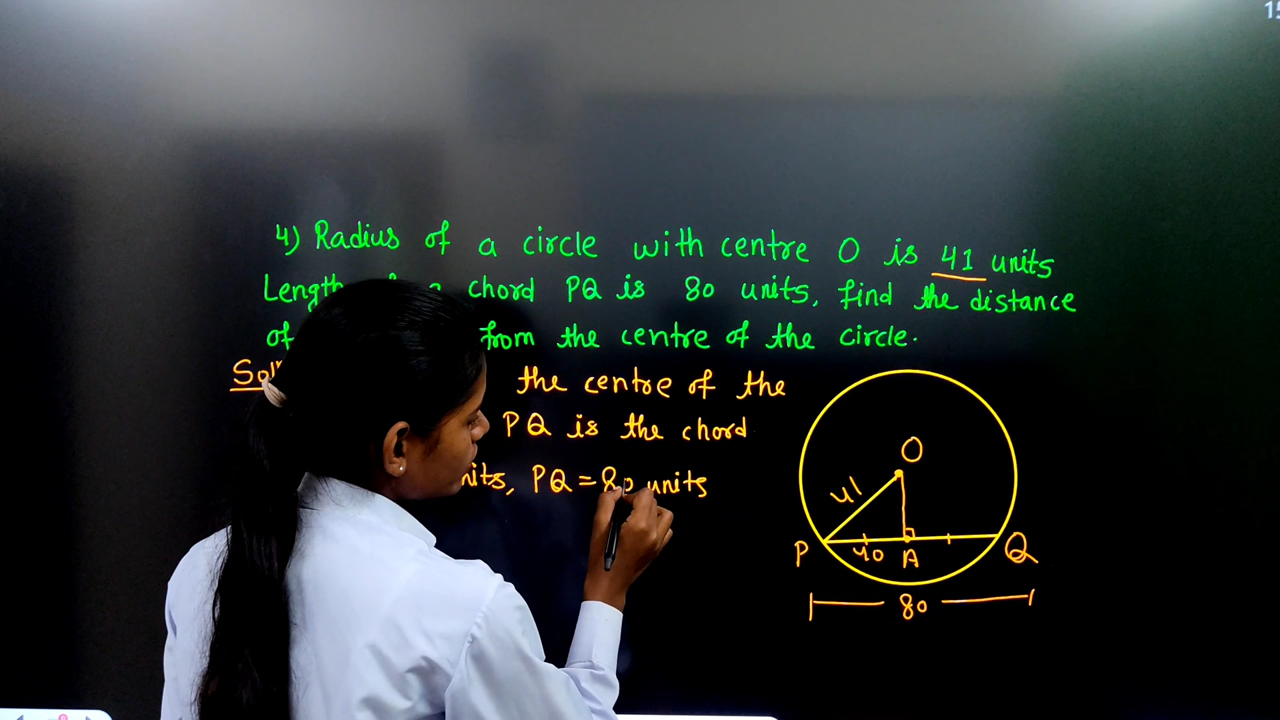 4) Radius of a circle with centre O is 41 units
Length chord PQ is 80 units, find the distance
of from the centre of the circle.
the centre of the
PQ is the chord
PQ = 80 units
O
41
P 40 A Q
80